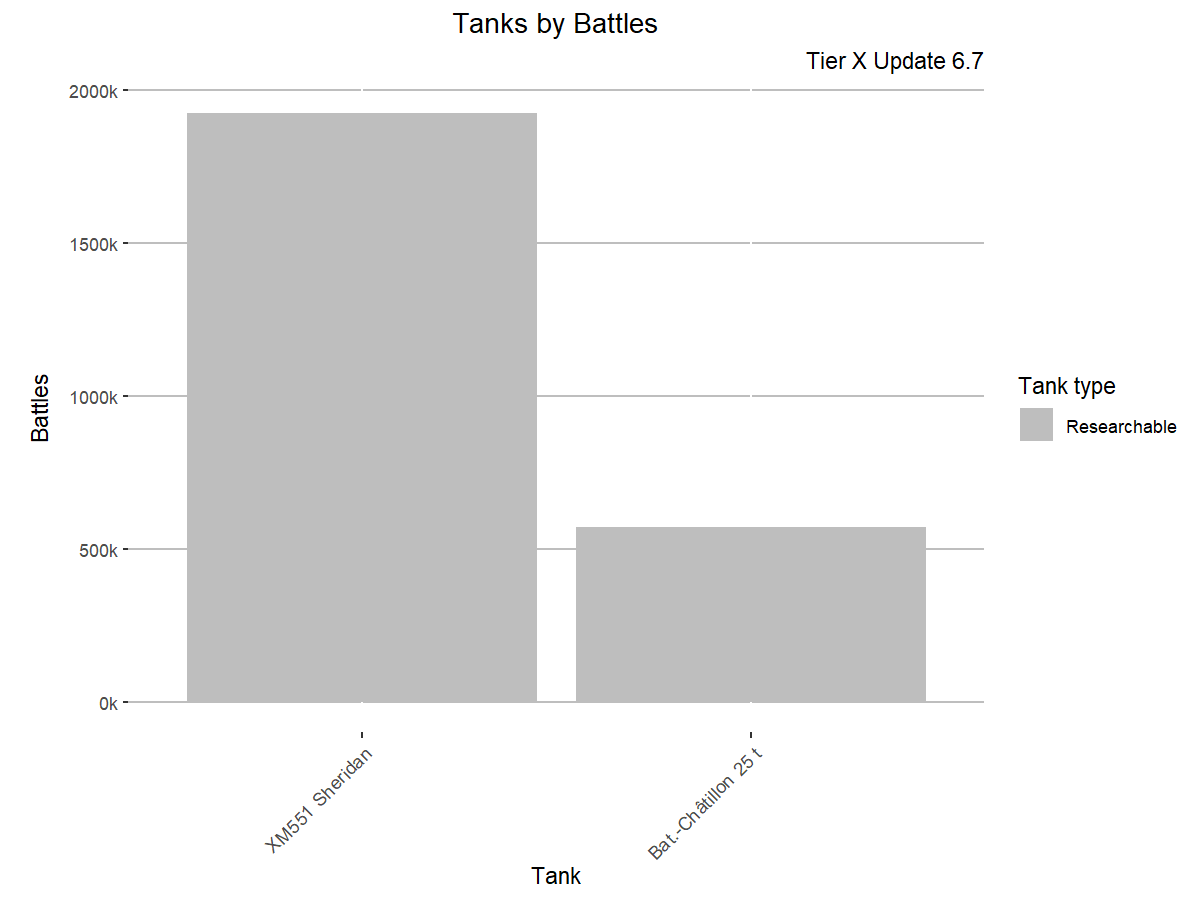 Tanks by Battles
Tier X Update 6.7
2000k
1500k
1000k
500k
0k
Battles
XM551 Sheridan
Bat.-Châtillon 25 t
Tank
Tank type
Researchable